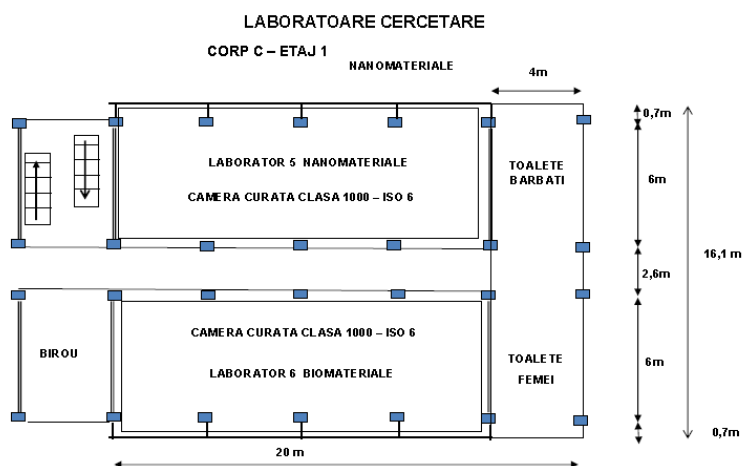 LABORATOARE CERCETARE
CORP C – ETAJ 1
NANOMATERIALE
4m
0,7m
LABORATOR 5 NANOMATERIALE
CAMERA CURATA CLASA 1000 – ISO 6
TOALETE
BARBATI
6m
16,1 m
2,6m
CAMERA CURATA CLASA 1000 – ISO 6
LABORATOR 6 BIOMATERIALE
BIROU
TOALETE
FEMEI
6m
0,7m
20 m